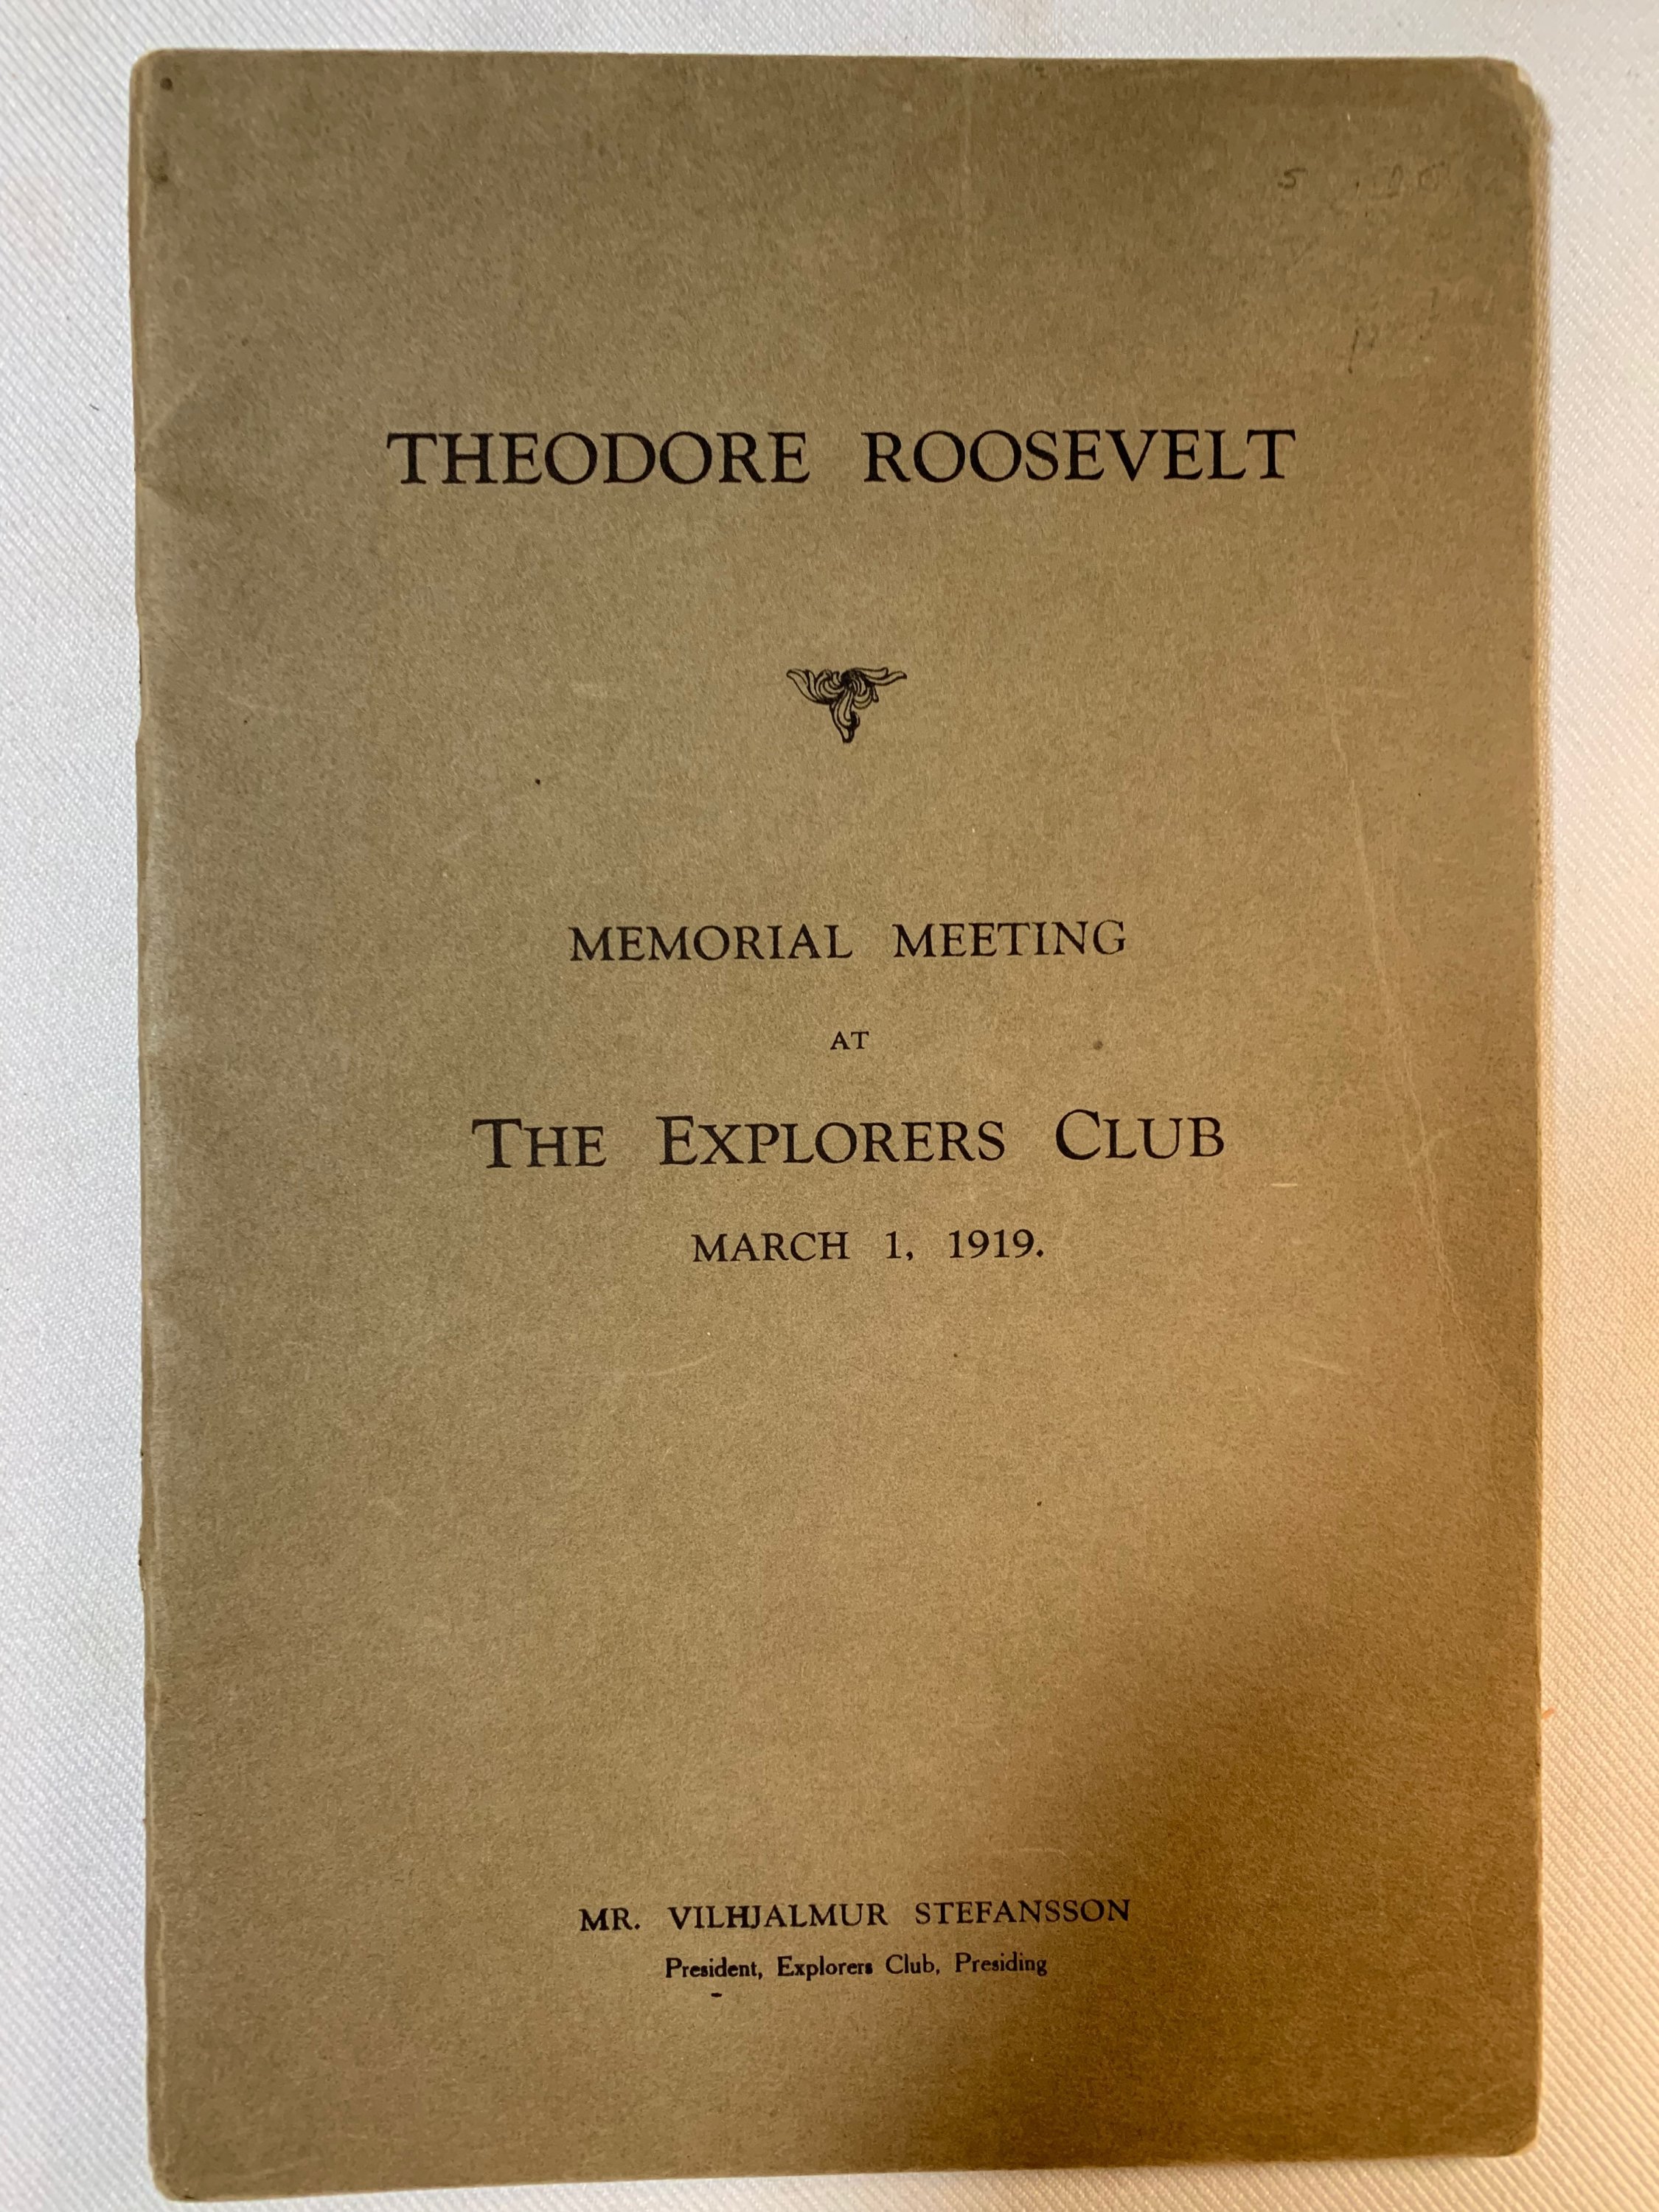 THEODORE ROOSEVELT
MEMORIAL MEETING
AT
THE EXPLORERS CLUB
MARCH 1, 1919.
MR. VILHJALMUR STEFANSSON
President, Explorers Club, Presiding